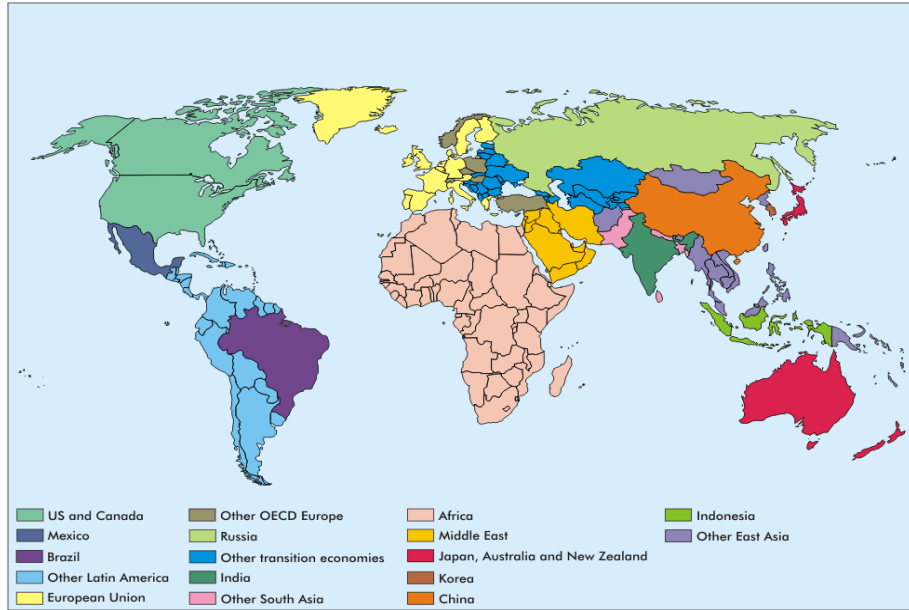 US and Canada
Mexico
Brazil
Other Latin America
European Union
Other OECD Europe
Russia
Other transition economies
India
Other South Asia
Africa
Middle East
Japan, Australia and New Zealand
Korea
China
Indonesia
Other East Asia